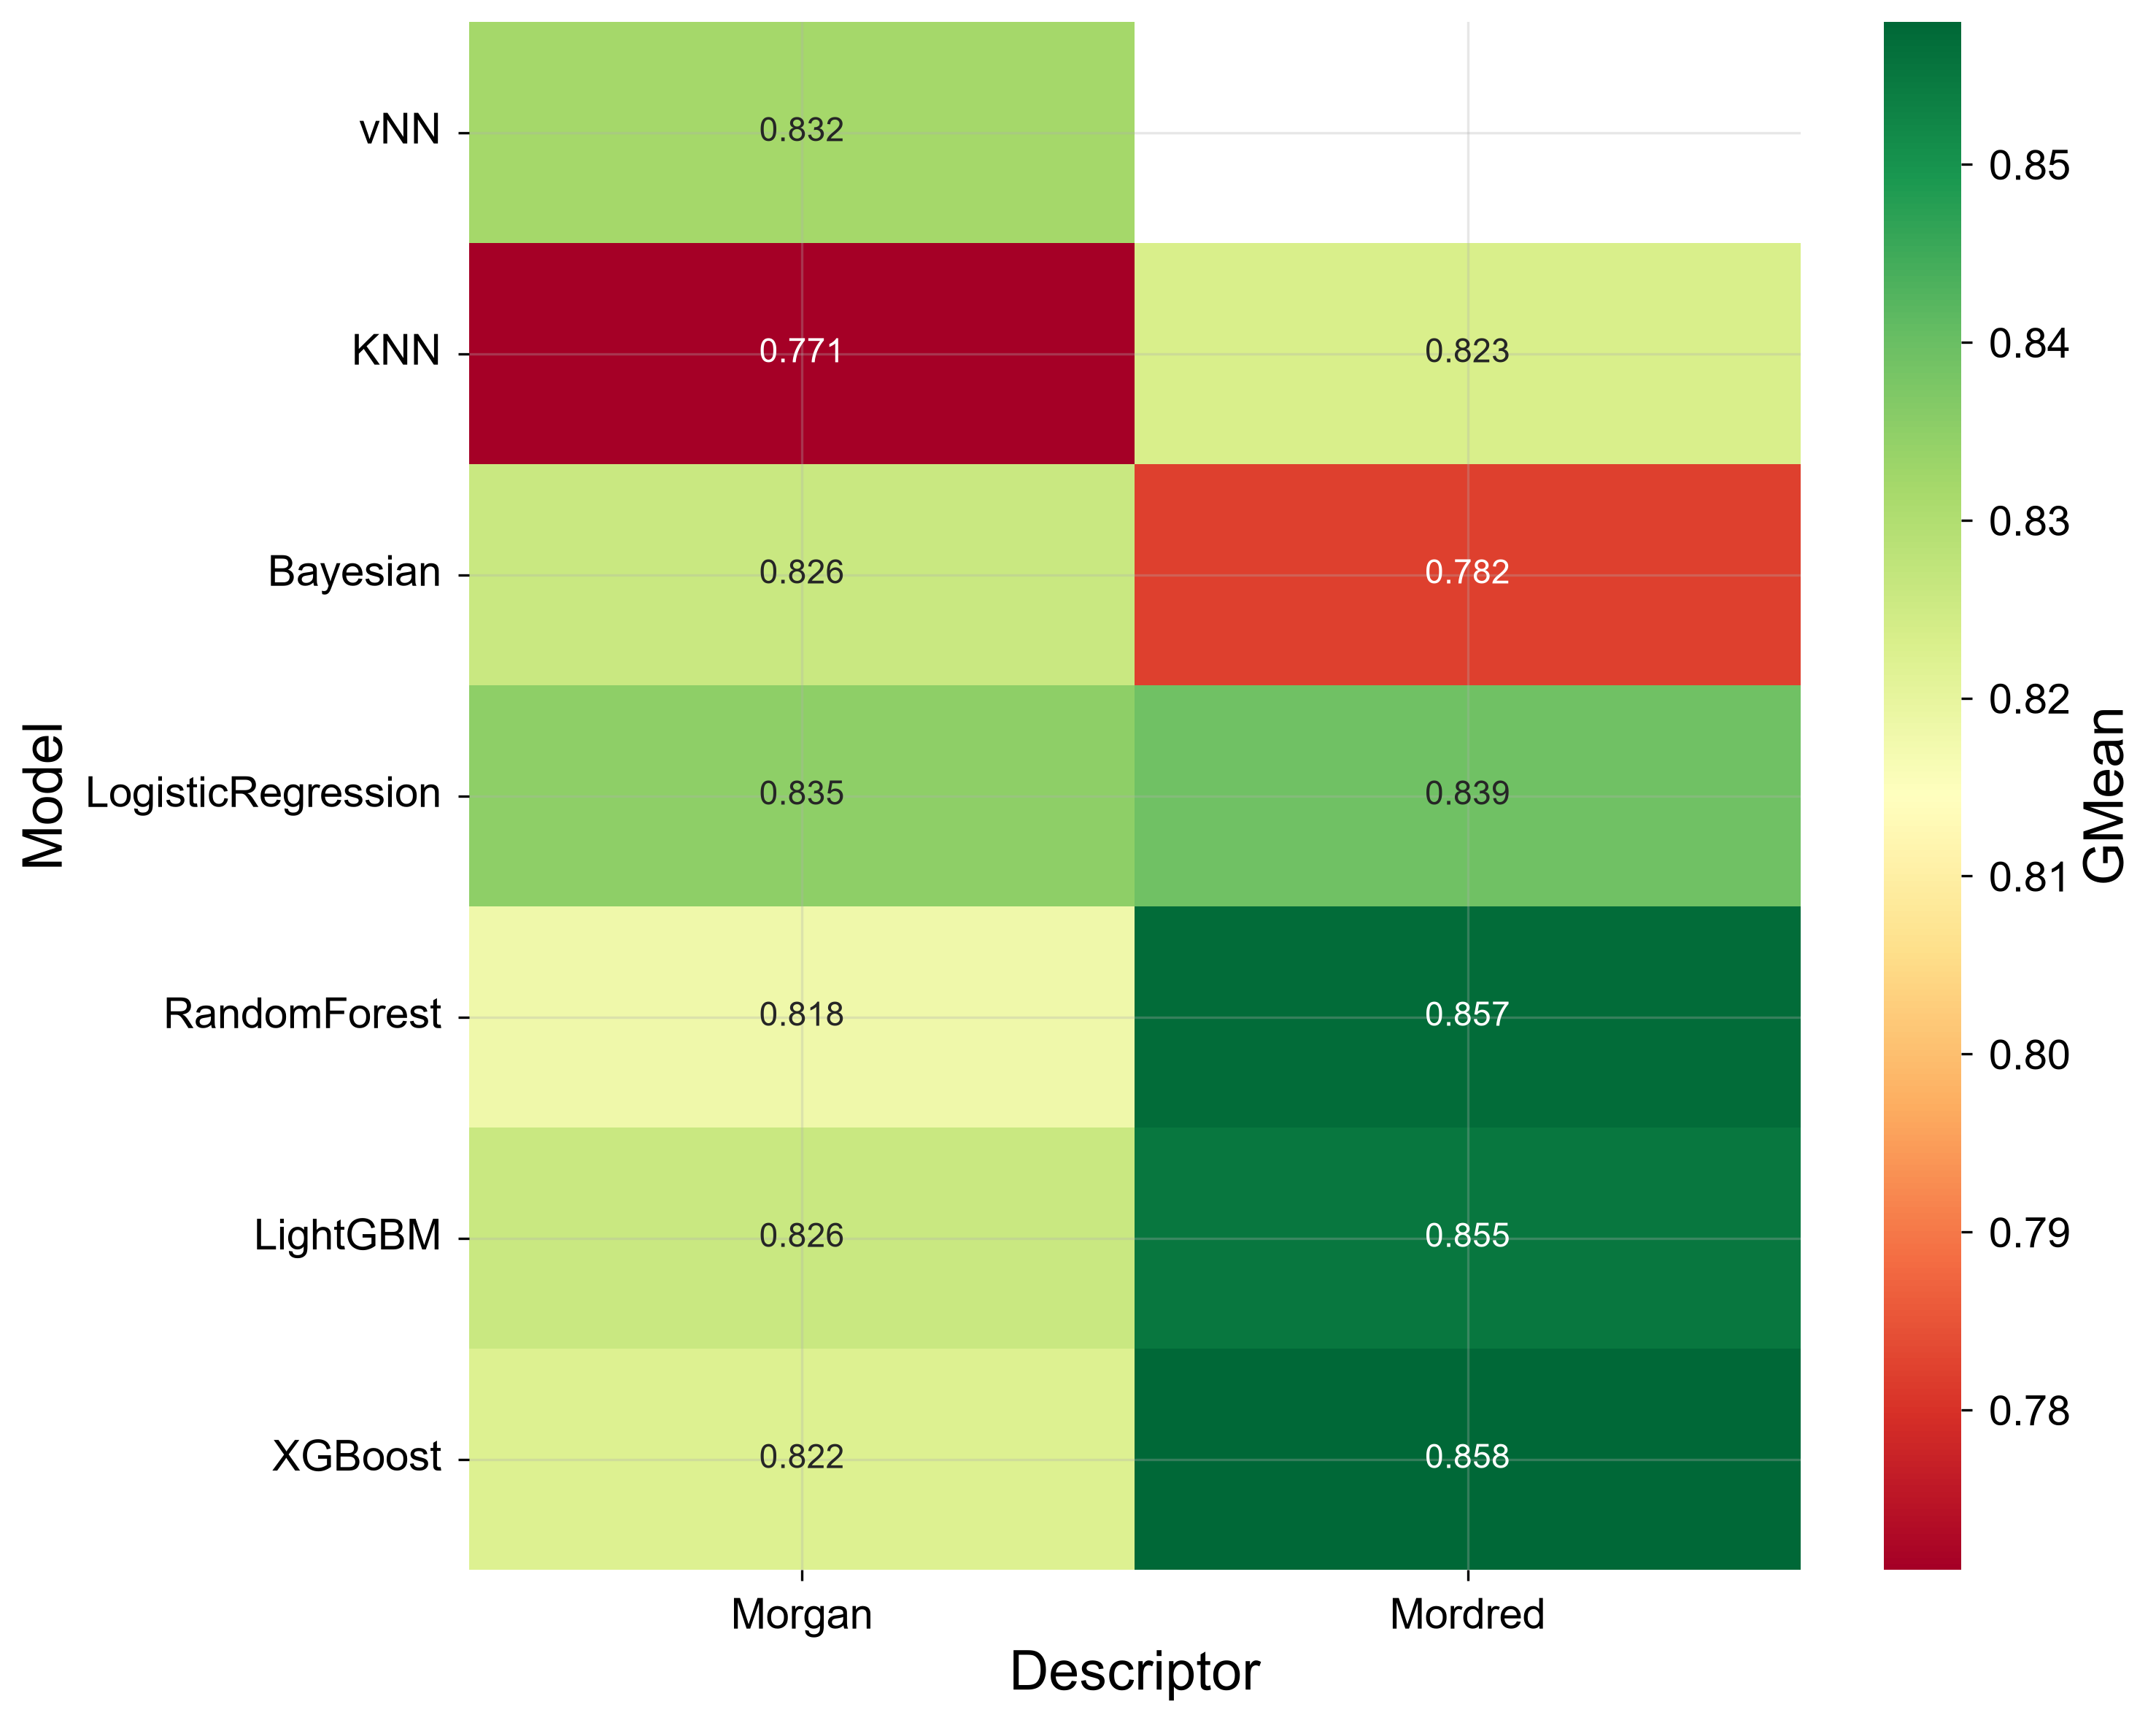 Model
vNN 0.832
KNN 0.771 0.823
Bayesian 0.826 0.782
LogisticRegression 0.835 0.839
RandomForest 0.818 0.857
LightGBM 0.826 0.855
XGBoost 0.822 0.858
Morgan Mordred
Descriptor
0.85
0.84
0.83
0.82
0.81
0.80
0.79
0.78
GMean